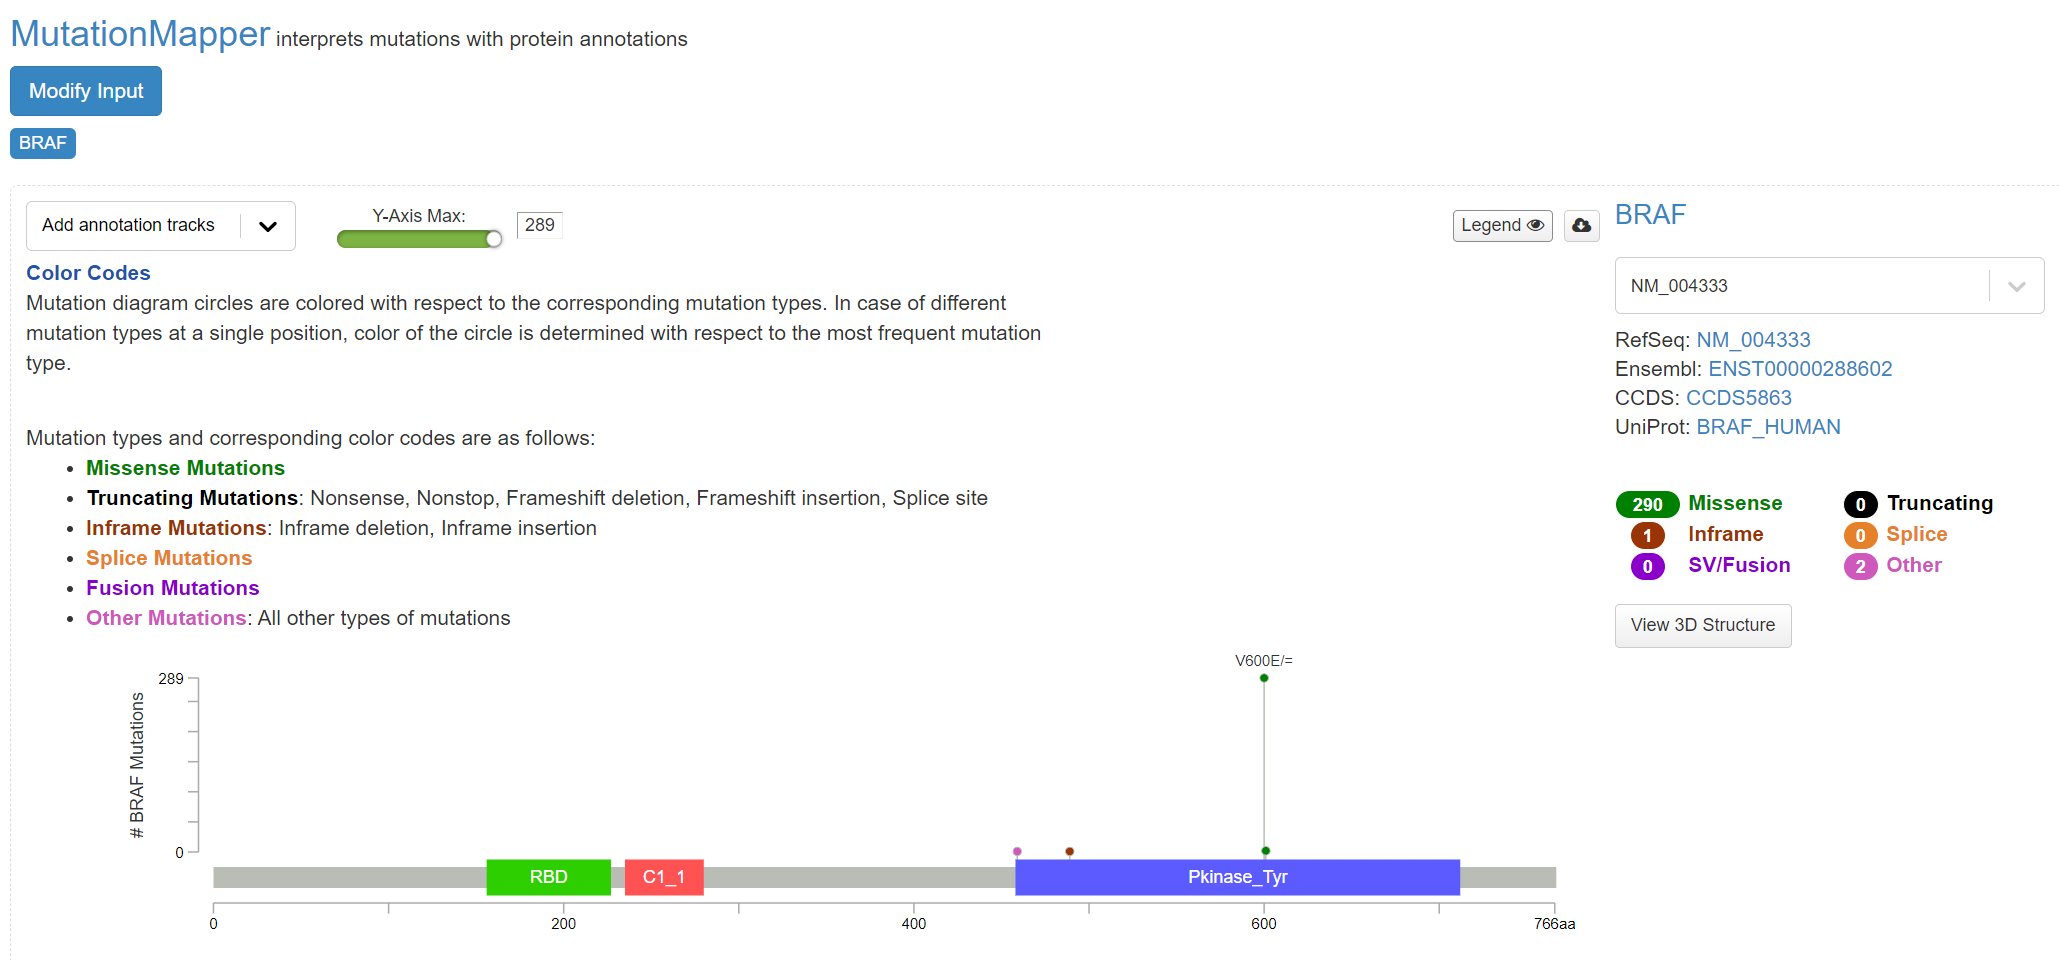 MutationMapper interprets mutations with protein annotations
Modify Input
BRAF
Add annotation tracks
Y-Axis Max:
289
Legend
BRAF
Color Codes
Mutation diagram circles are colored with respect to the corresponding mutation types. In case of different
mutation types at a single position, color of the circle is determined with respect to the most frequent mutation
type.
Mutation types and corresponding color codes are as follows:
• Missense Mutations
• Truncating Mutations: Nonsense, Nonstop, Frameshift deletion, Frameshift insertion, Splice site
• Inframe Mutations: Inframe deletion, Inframe insertion
• Splice Mutations
• Fusion Mutations
• Other Mutations: All other types of mutations
NM_004333
RefSeq: NM_004333
Ensembl: ENST00000288602
CCDS: CCDS5863
UniProt: BRAF_HUMAN
290 Missense 0 Truncating
1 Inframe 0 Splice
0 SV/Fusion 2 Other
View 3D Structure
V600E/=
289
# BRAF Mutations
0
RBD C1_1 Pkinase_Tyr
0 200 400 600 766aa